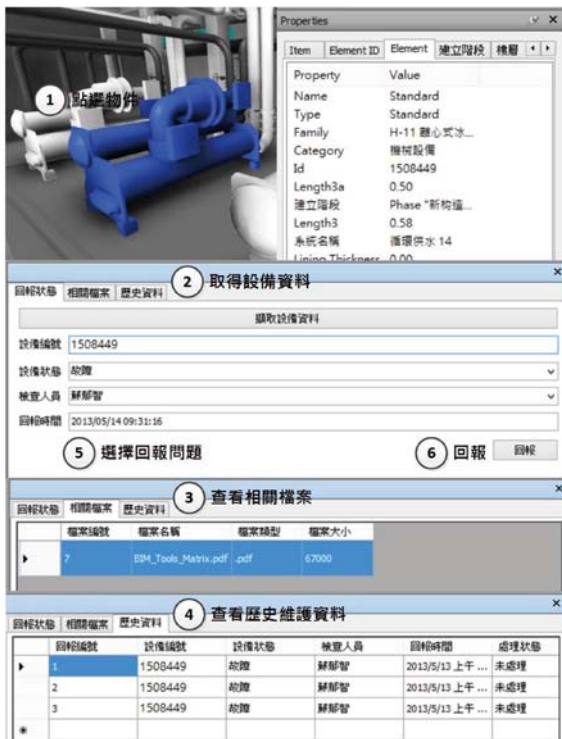 Properties
Item Element ID Element 建立階段 樓層
Property Value
Name Standard
Type Standard
Family H-11 離心式冰...
Category 機械設備
Id 1508449
Length3a 0.50
建立階段 Phase "新构造...
Length3 0.58
系統名稱 循環供水 14
Lining Thickness 0.00
1 點選物件
2 取得設備資料
回報狀態 相關檔案 歷史資料
擷取設備資料
設備編號 1508449
設備狀態 故障
檢查人員 蘇郁智
回報時間 2013/05/14 09:31:16
5 選擇回報問題
6 回報 回報
3 查看相關檔案
回報狀態 相關檔案 歷史資料
檔案編號 檔案名稱 檔案類型 檔案大小
7 BIM_Tools_Matrix.pdf .pdf 67000
4 查看歷史維護資料
回報狀態 相關檔案 歷史資料
回報編號 設備編號 設備狀態 檢查人員 回報時間 處理狀態
1 1508449 故障 蘇郁智 2013/5/13 上午 ... 未處理
2 1508449 故障 蘇郁智 2013/5/13 上午 ... 未處理
3 1508449 故障 蘇郁智 2013/5/13 上午 ... 未處理